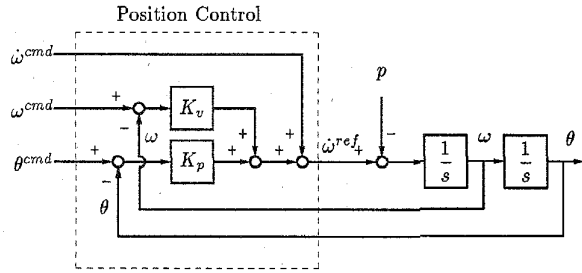 Position Control
ω̇^cmd
+
p
ω^cmd
+
K_v
−
ω
+
+
−
θ^cmd
+
K_p
+
+
ω̇^ref
+
1/s
ω
1/s
θ
−
θ